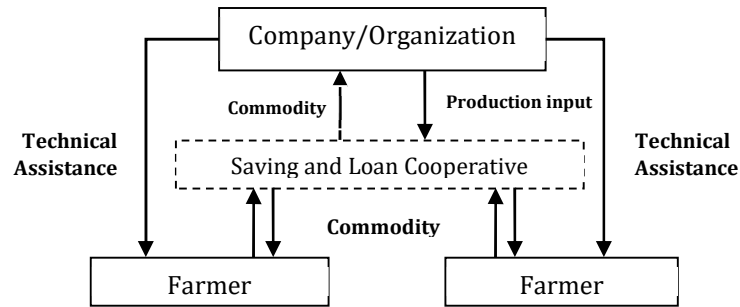 Company/Organization
Commodity
Production input
Technical
Assistance
Technical
Assistance
Saving and Loan Cooperative
Commodity
Farmer
Farmer